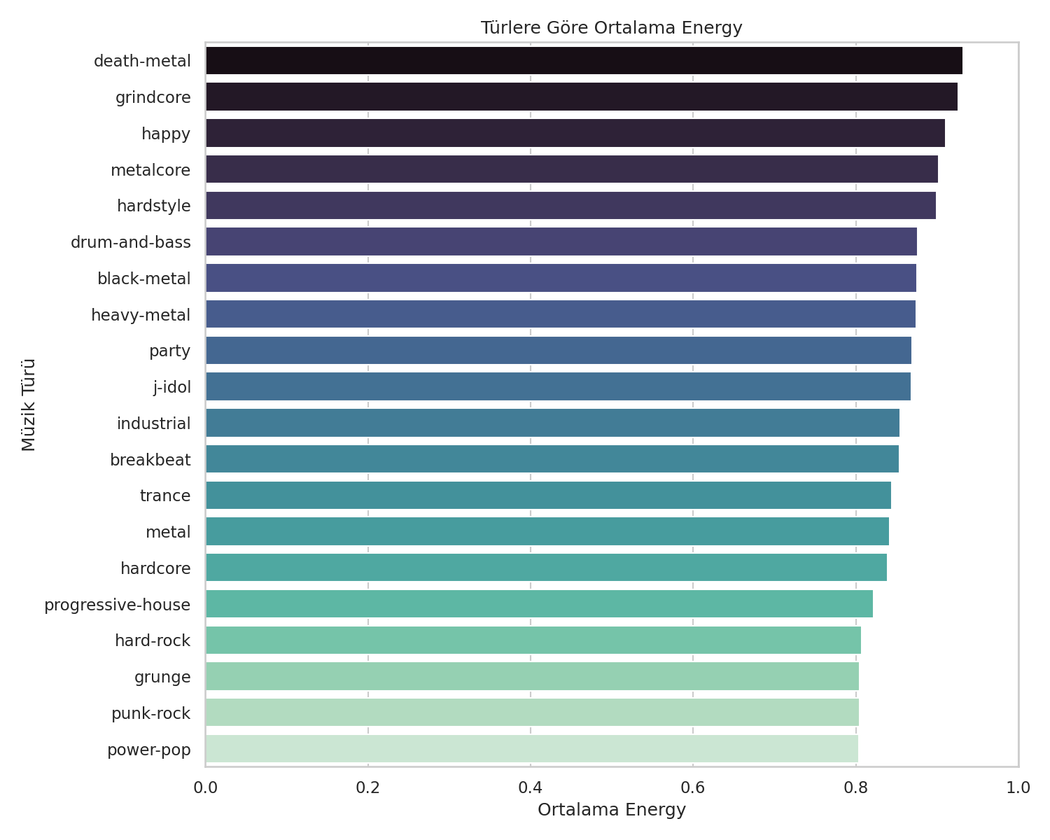 Türlere Göre Ortalama Energy
death-metal
grindcore
happy
metalcore
hardstyle
drum-and-bass
black-metal
heavy-metal
party
j-idol
industrial
breakbeat
trance
metal
hardcore
progressive-house
hard-rock
grunge
punk-rock
power-pop
Müzik Türü
0.0 0.2 0.4 0.6 0.8 1.0
Ortalama Energy